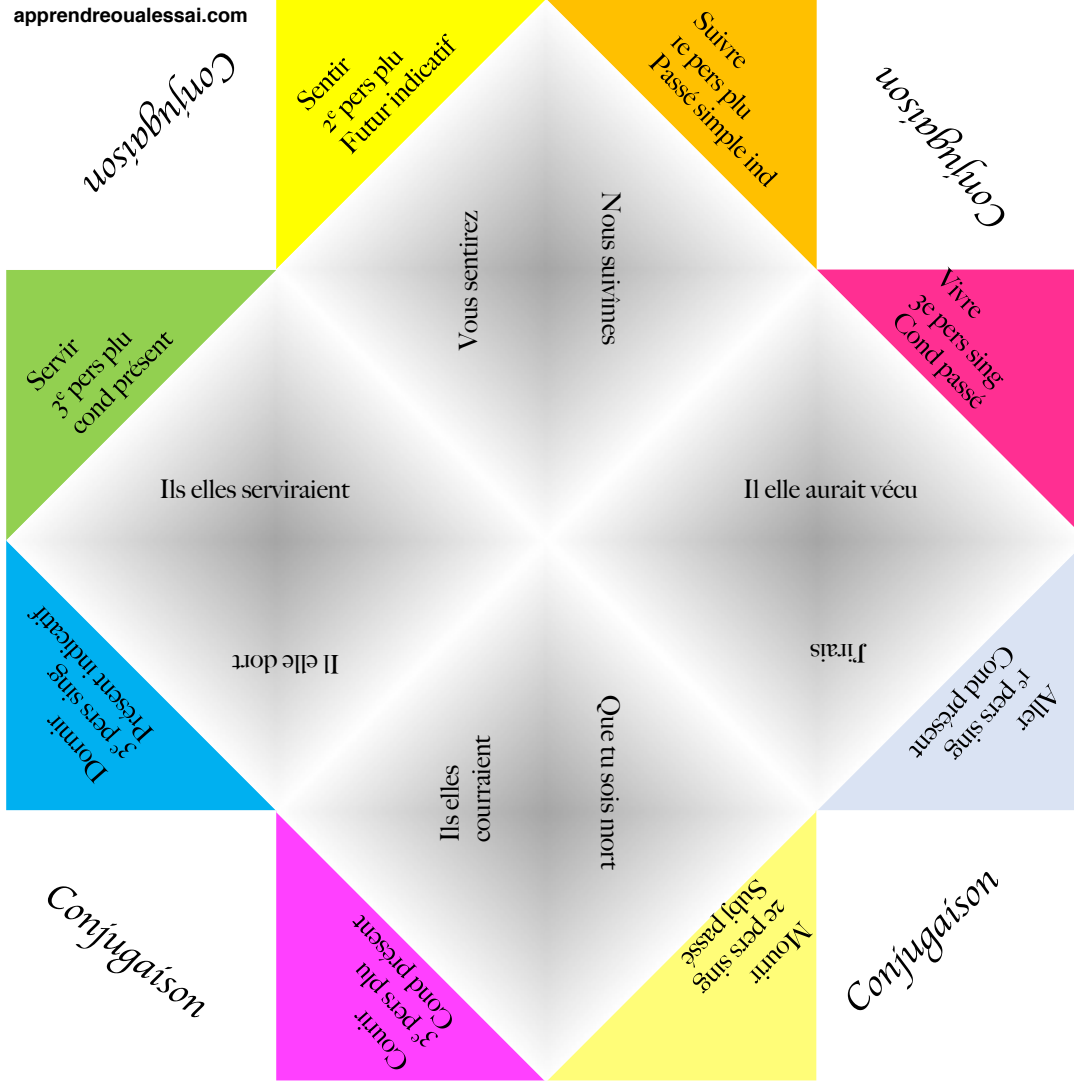 apprendreoualessai.com
Conjugaison
Sentir
2e pers plu
Futur indicatif
Suivre
1e pers plu
Passé simple ind
Conjugaison
Vous sentirez
Nous suivîmes
Servir
3e pers plu
cond présent
Vivre
3e pers sing
Cond passé
Ils elles serviraient
Il elle aurait vécu
Dormir
3e pers sing
Présent indicatif
Il elle dort
J'irais
Aller
1e pers sing
Cond présent
Ils elles
courraient
Que tu sois mort
Conjugaison
Courir
3e pers plu
Cond présent
Mourir
2e pers sing
Subj passé
Conjugaison